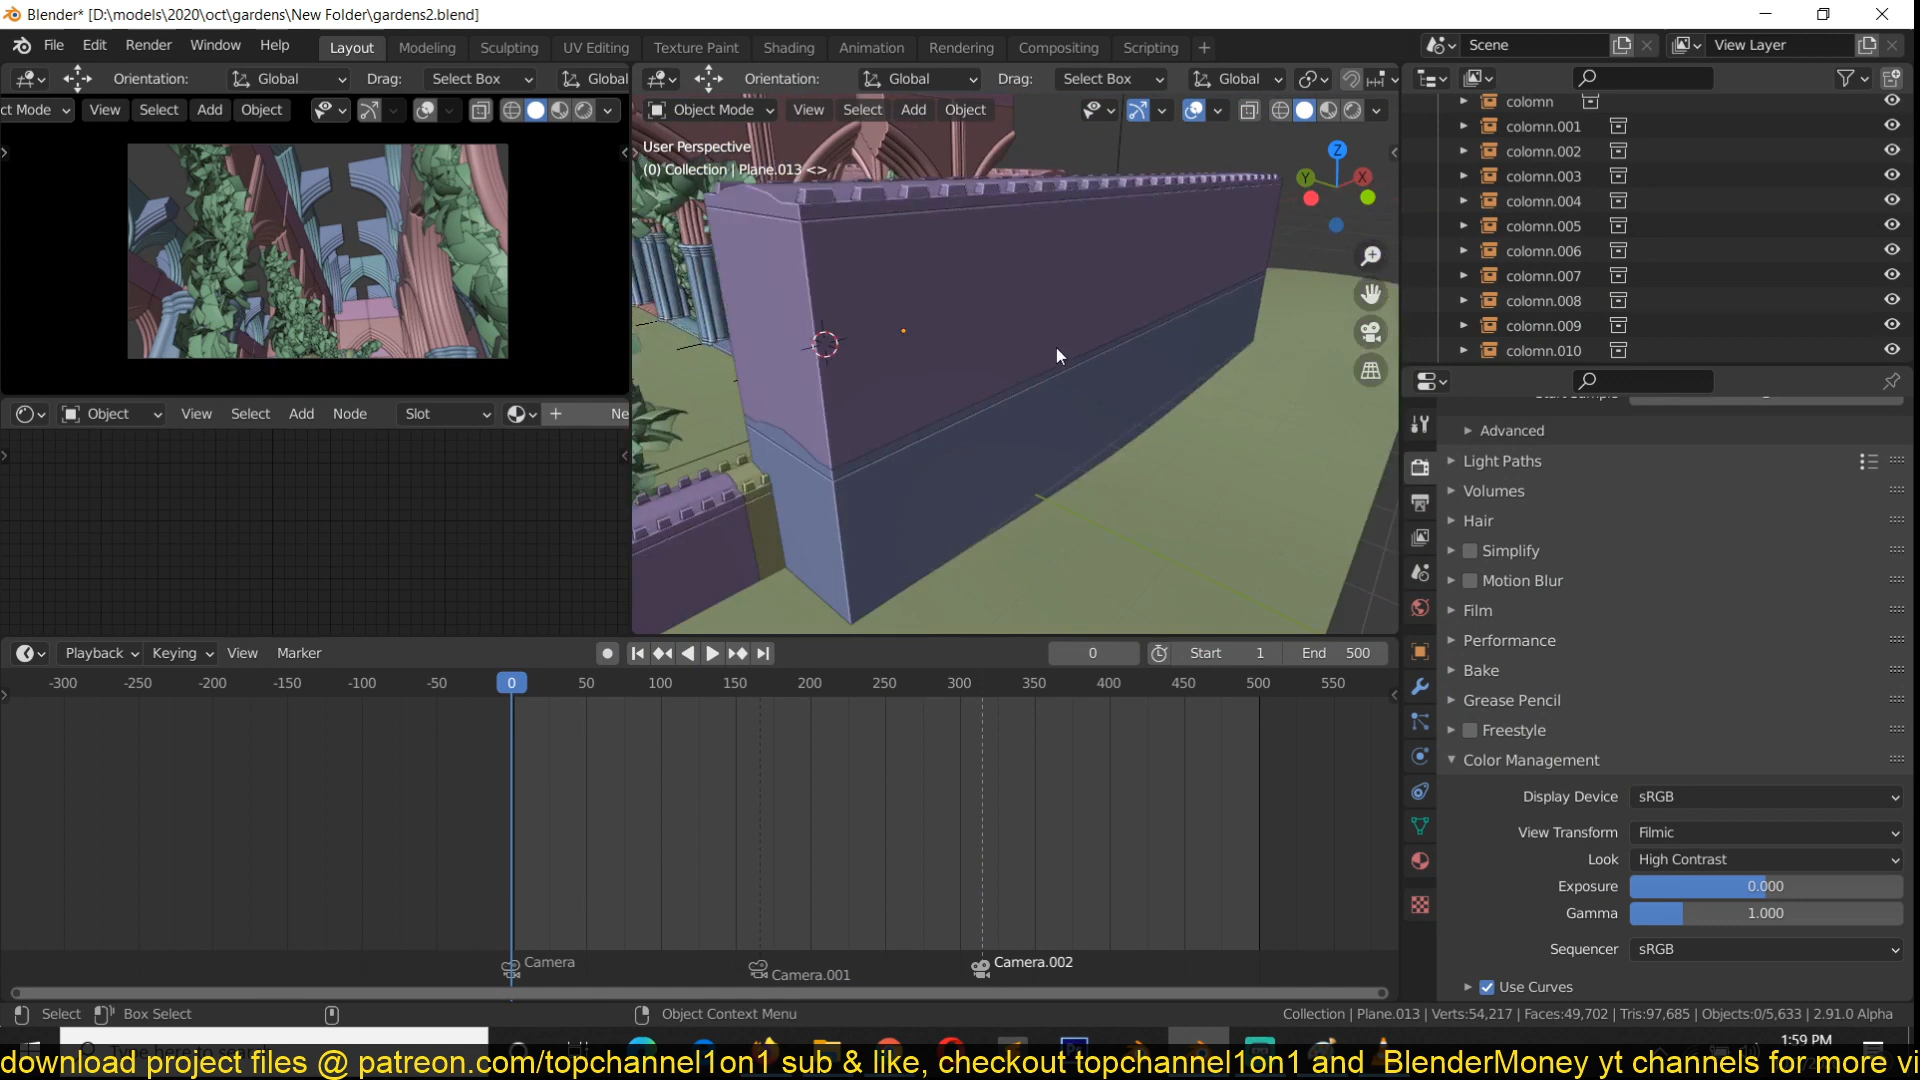 Blender* [D:\models\2020\oct\gardens\New Folder\gardens2.blend]
File Edit Render Window Help Layout Modeling Sculpting UV Editing Texture Paint Shading Animation Rendering Compositing Scripting + Scene View Layer
Orientation: Global Drag: Select Box Global Orientation: Global Drag: Select Box Global
ct Mode View Select Add Object Object Mode View Select Add Object
User Perspective
(0) Collection | Plane.013 <>
Z
Y
X
colomn
colomn.001
colomn.002
colomn.003
colomn.004
colomn.005
colomn.006
colomn.007
colomn.008
colomn.009
colomn.010
Object View Select Add Node Slot + Ne
Advanced
Light Paths
Volumes
Hair
Simplify
Motion Blur
Film
Performance
Bake
Grease Pencil
Freestyle
Color Management
Display Device sRGB
View Transform Filmic
Look High Contrast
Exposure 0.000
Gamma 1.000
Sequencer sRGB
Use Curves
Playback Keying View Marker 0 Start 1 End 500
-300 -250 -200 -150 -100 -50 0 50 100 150 200 250 300 350 400 450 500 550
Camera Camera.001 Camera.002
Select Box Select Object Context Menu Collection | Plane.013 | Verts:54,217 | Faces:49,702 | Tris:97,685 | Objects:0/5,633 | 2.91.0 Alpha
1:59 PM
download project files @ patreon.com/topchannel1on1 sub & like, checkout topchannel1on1 and BlenderMoney yt channels for more vi